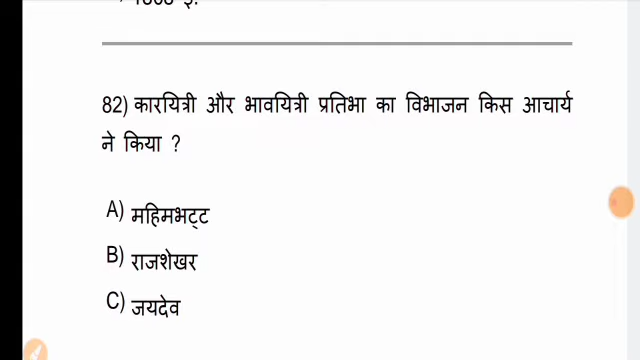 82) कारयित्री और भावयित्री प्रतिभा का विभाजन किस आचार्य
ने किया ?
A) महिमभट्ट
B) राजशेखर
C) जयदेव